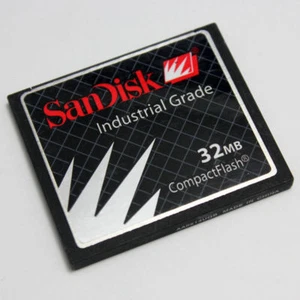 SanDisk
Industrial Grade
32MB
CompactFlash®